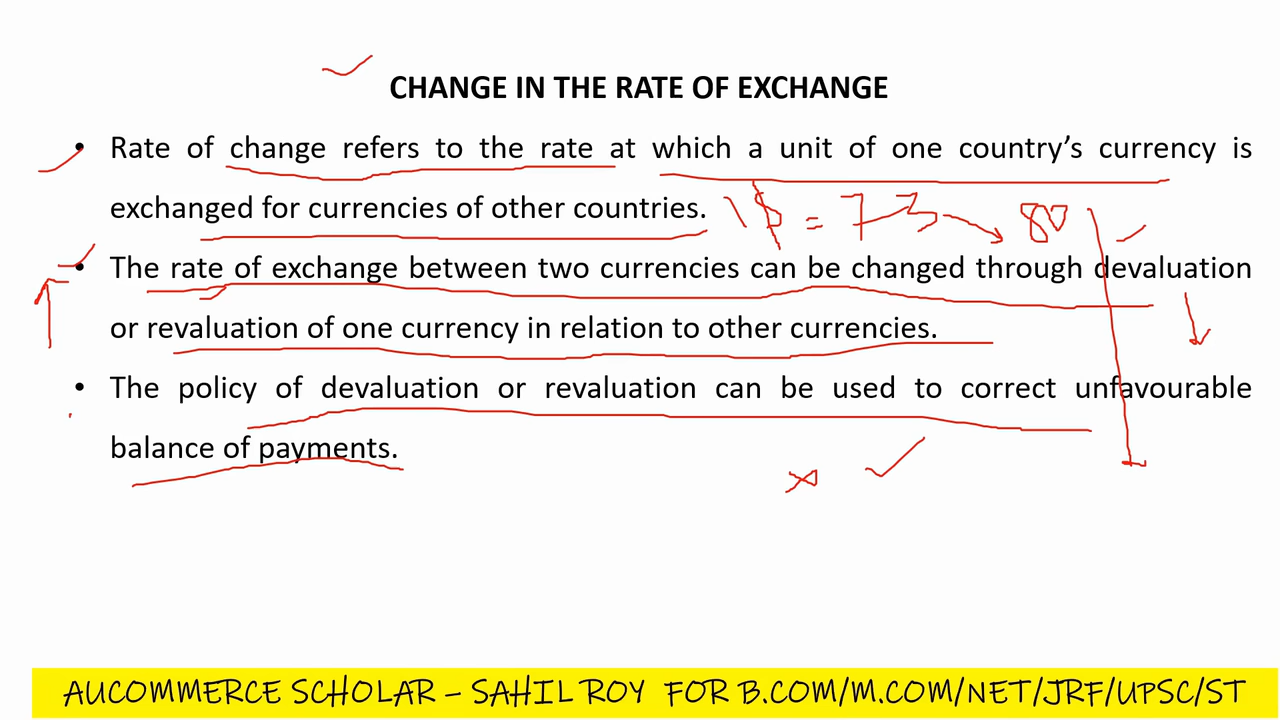 CHANGE IN THE RATE OF EXCHANGE
• Rate of change refers to the rate at which a unit of one country's currency is
exchanged for currencies of other countries. 1$ = 73 80
• The rate of exchange between two currencies can be changed through devaluation
or revaluation of one currency in relation to other currencies.
• The policy of devaluation or revaluation can be used to correct unfavourable
balance of payments.
AUCOMMERCE SCHOLAR – SAHIL ROY FOR B.COM/M.COM/NET/JRF/UPSC/ST